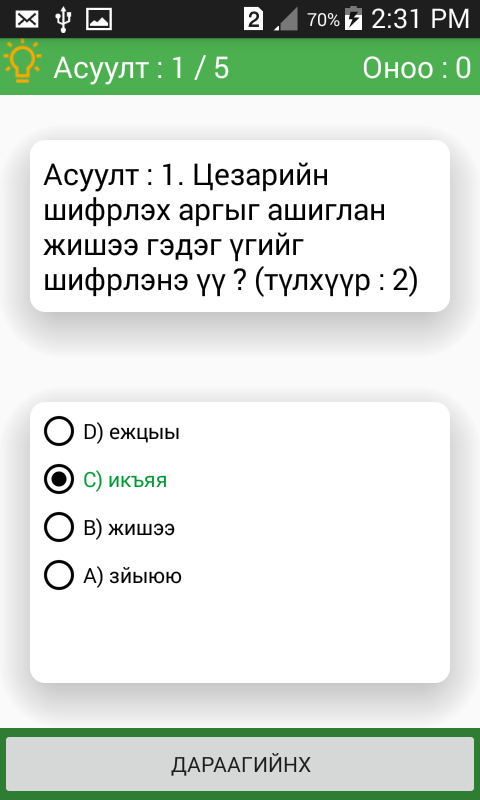 2 70% 2:31 PM
Асуулт : 1 / 5 Оноо : 0
Асуулт : 1. Цезарийн
шифрлэх аргыг ашиглан
жишээ гэдэг үгийг
шифрлэнэ үү ? (түлхүүр : 2)
D) ежцыы
C) икъяя
B) жишээ
A) зйыюю
ДАРААГИЙНХ